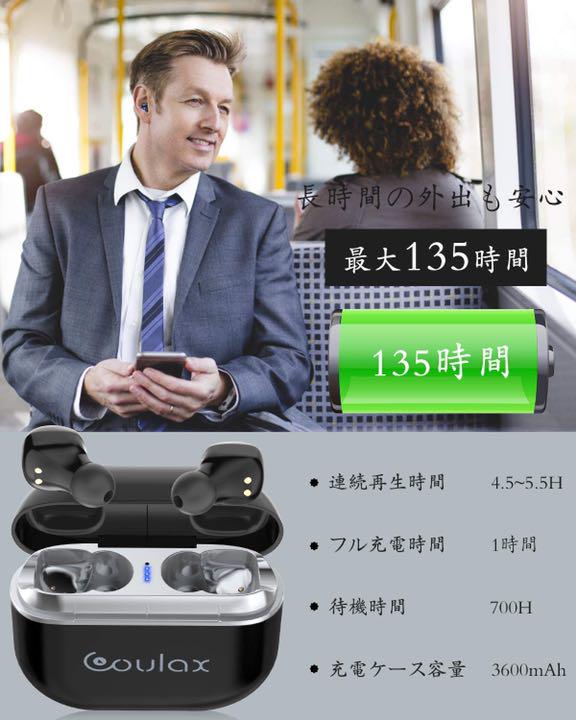 長時間の外出も安心
最大135時間
135時間
連続再生時間 4.5~5.5H
フル充電時間 1時間
待機時間 700H
充電ケース容量 3600mAh
Coulax